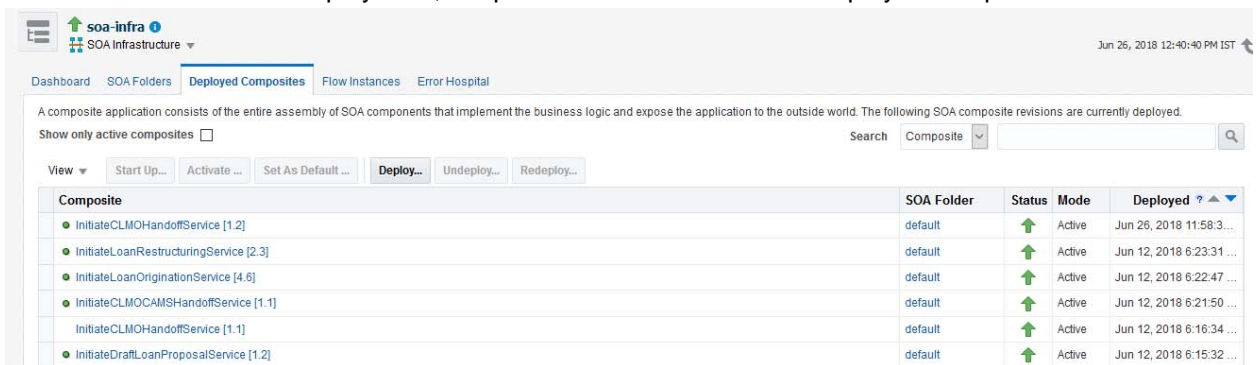 soa-infra
SOA Infrastructure
Jun 26, 2018 12:40:40 PM IST
Dashboard SOA Folders Deployed Composites Flow Instances Error Hospital
A composite application consists of the entire assembly of SOA components that implement the business logic and expose the application to the outside world. The following SOA composite revisions are currently deployed.
Show only active composites Search Composite
View Start Up... Activate ... Set As Default ... Deploy... Undeploy... Redeploy...
Composite SOA Folder Status Mode Deployed ?
InitiateCLMOHandoffService [1.2] default Active Jun 26, 2018 11:58:3...
InitiateLoanRestructuringService [2.3] default Active Jun 12, 2018 6:23:31 ...
InitiateLoanOriginationService [4.6] default Active Jun 12, 2018 6:22:47 ...
InitiateCLMOCAMSHandoffService [1.1] default Active Jun 12, 2018 6:21:50 ...
InitiateCLMOHandoffService [1.1] default Active Jun 12, 2018 6:16:34 ...
InitiateDraftLoanProposalService [1.2] default Active Jun 12, 2018 6:15:32 ...